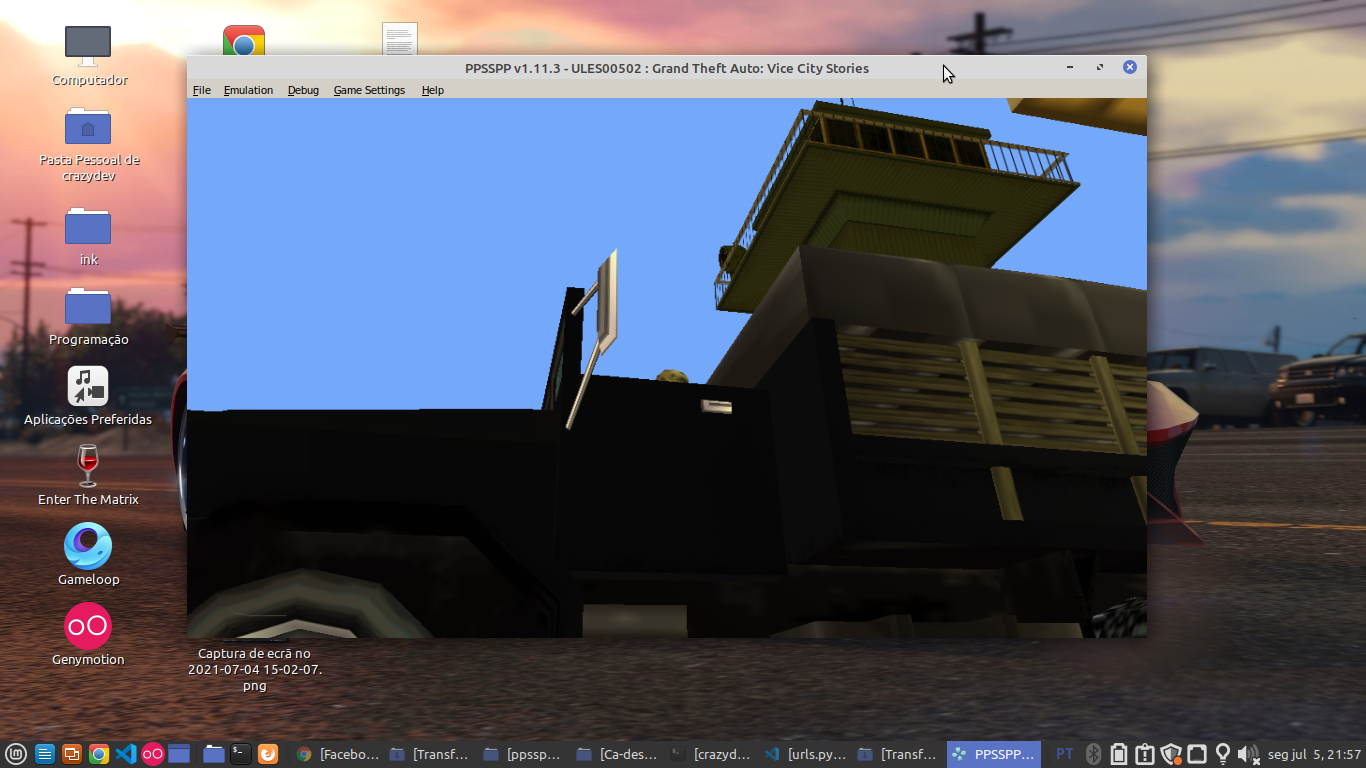 PPSSPP v1.11.3 - ULES00502 : Grand Theft Auto: Vice City Stories
File Emulation Debug Game Settings Help
Computador
Pasta Pessoal de
crazydev
ink
Programação
Aplicações Preferidas
Enter The Matrix
Gameloop
Genymotion
Captura de ecrã no
2021-07-04 15-02-07.
png
[Facebo... [Transf... [ppssp... [Ca-des... [crazyd... [urls.py... [Transf... PPSSPP... PT seg jul 5, 21:57